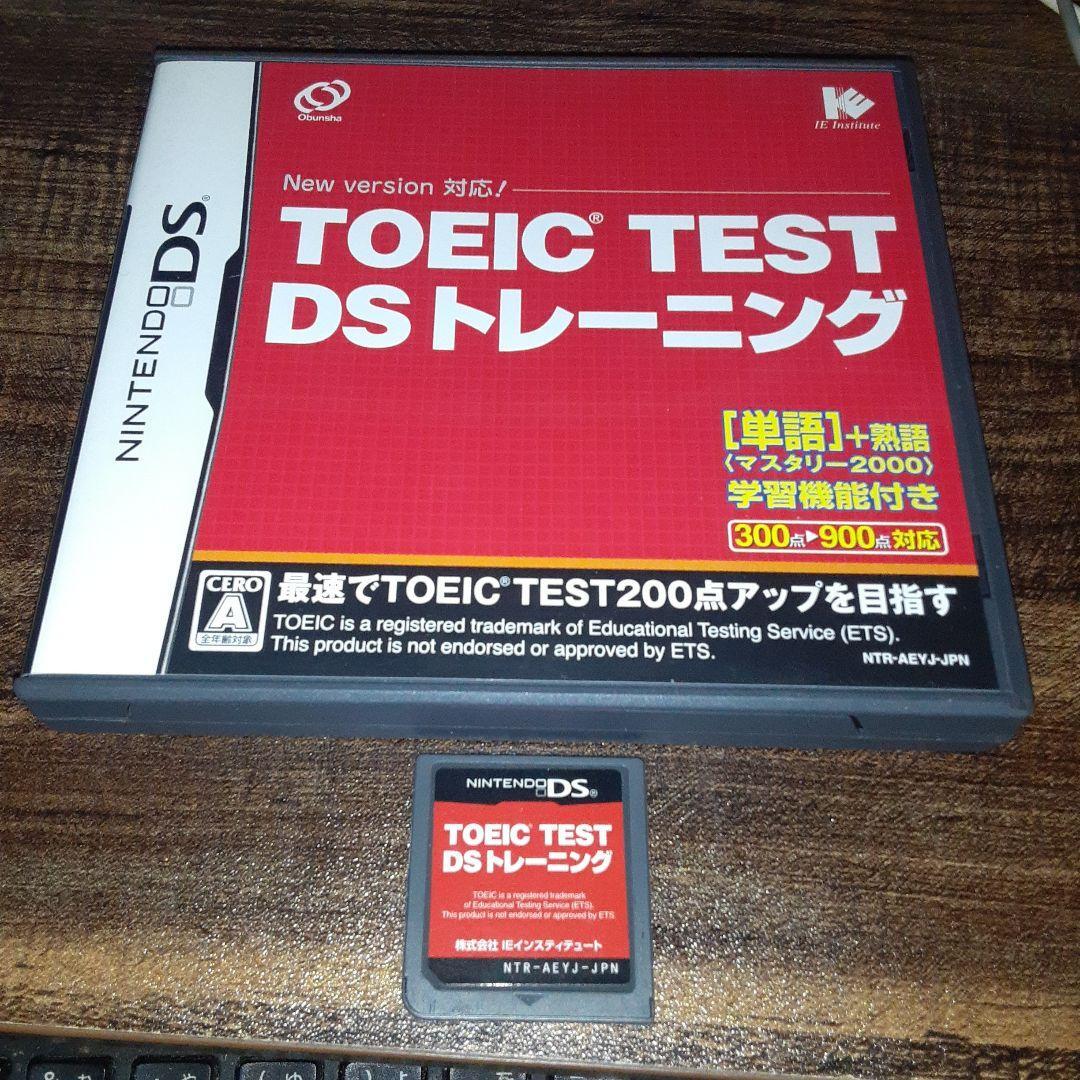 NINTENDO DS®
Obunsha
IE Institute
New version 対応!
TOEIC® TEST
DSトレーニング
[単語]+熟語
〈マスタリー2000〉
学習機能付き
300点▶900点対応
CERO
A
全年齢対象
最速でTOEIC® TEST200点アップを目指す
TOEIC is a registered trademark of Educational Testing Service (ETS).
This product is not endorsed or approved by ETS.
NTR-AEYJ-JPN
NINTENDO DS®
TOEIC® TEST
DSトレーニング
TOEIC is a registered trademark
of Educational Testing Service (ETS).
This product is not endorsed or approved by ETS
株式会社 IEインスティテュート
NTR-AEYJ-JPN
& お ' や ( ゆ ) よ